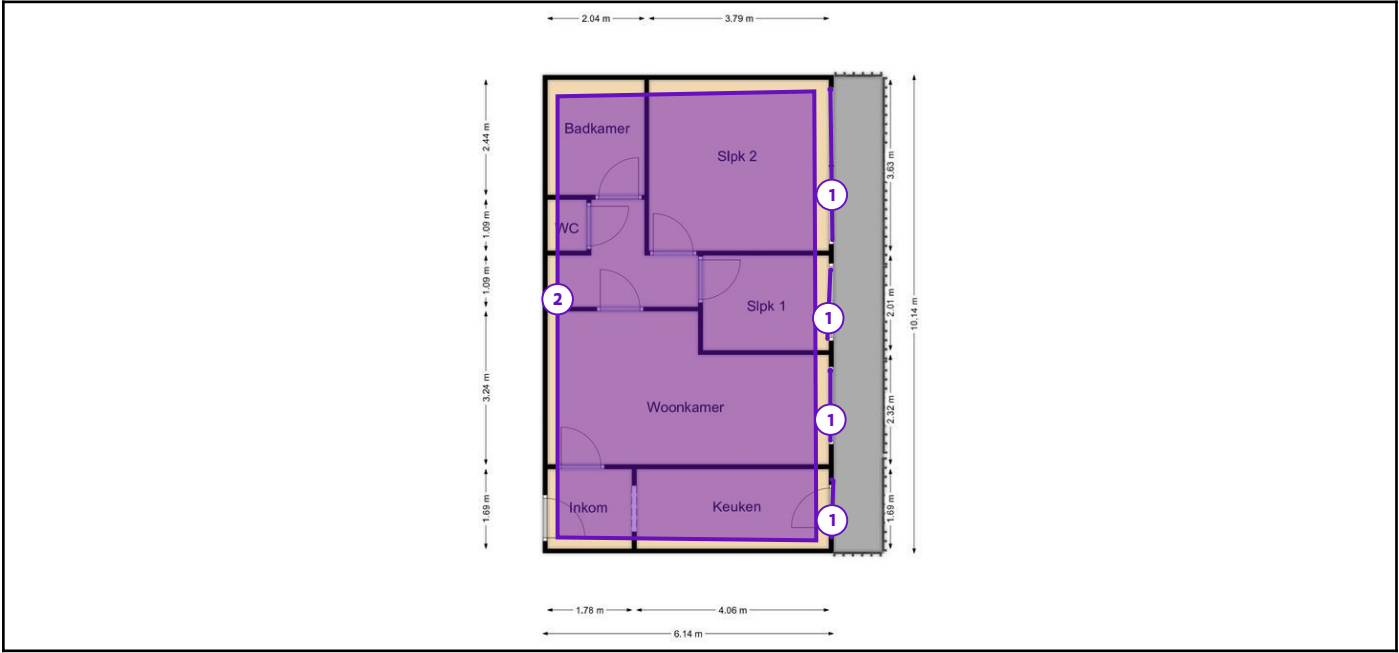 2.04 m 3.79 m
Badkamer
Slpk 2
2.44 m
3.63 m
1
WC
1.09 m
1.09 m
2
Slpk 1
2.01 m
1
10.14 m
Woonkamer
3.24 m
2.32 m
1
Inkom
Keuken
1.69 m
1.69 m
1
1.78 m 4.06 m
6.14 m